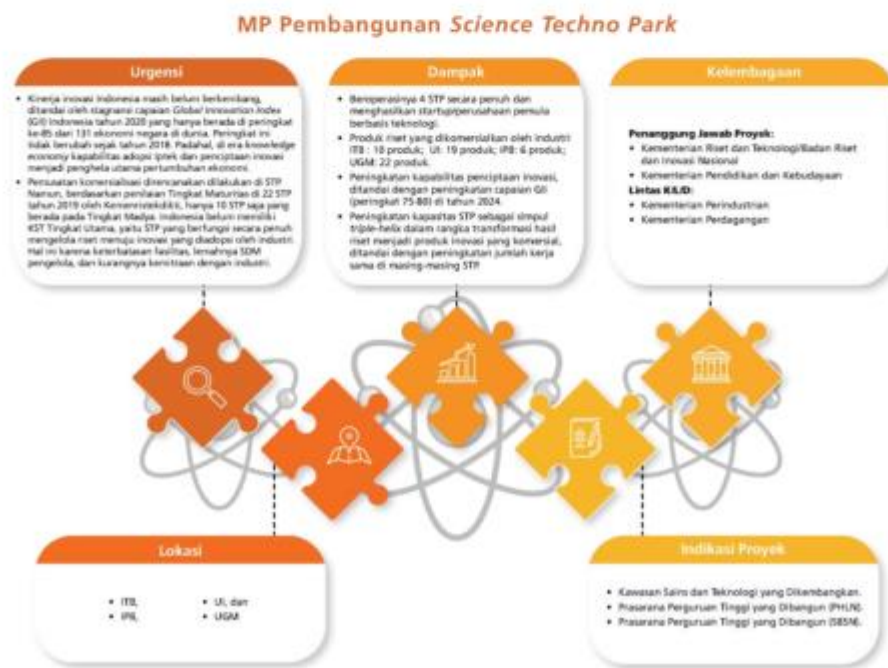 MP Pembangunan Science Techno Park
Urgensi
• Kinerja inovasi Indonesia masih belum berkembang,
ditandai oleh stagnansi capaian Global Innovation Index
(GII) Indonesia tahun 2020 yang hanya berada di peringkat
ke-85 dari 131 ekonomi negara di dunia. Peringkat ini
tidak berubah sejak tahun 2018. Padahal, di era knowledge
economy kapabilitas adopsi iptek dan penciptaan inovasi
menjadi penghela utama pertumbuhan ekonomi.
• Pemusatan komersialisasi direncanakan dilakukan di STP.
Namun, berdasarkan penilaian Tingkat Maturitas di 22 STP
tahun 2019 oleh Kemenristekdikti, hanya 10 STP saja yang
berada pada Tingkat Madya. Indonesia belum memiliki
KST Tingkat Utama, yaitu STP yang berfungsi secara penuh
mengelola riset menuju inovasi yang diadopsi oleh industri.
Hal ini karena keterbatasan fasilitas, lemahnya SDM
pengelola, dan kurangnya kemitraan dengan industri.
Dampak
• Beroperasinya 4 STP secara penuh dan
menghasilkan startup/perusahaan pemula
berbasis teknologi.
• Produk riset yang dikomersialkan oleh industri
ITB : 10 produk; UI: 19 produk; IPB: 6 produk;
UGM: 22 produk.
• Peningkatan kapabilitas penciptaan inovasi,
ditandai dengan peningkatan capaian GII
(peringkat 75-80) di tahun 2024.
• Peningkatan kapasitas STP sebagai simpul
triple-helix dalam rangka transformasi hasil
riset menjadi produk inovasi yang komersial,
ditandai dengan peningkatan jumlah kerja
sama di masing-masing STP.
Kelembagaan
Penanggung Jawab Proyek:
• Kementerian Riset dan Teknologi/Badan Riset
dan Inovasi Nasional
• Kementerian Pendidikan dan Kebudayaan
Lintas K/L/D:
• Kementerian Perindustrian
• Kementerian Perdagangan
Lokasi
• ITB,
• IPB,
• UI, dan
• UGM
Indikasi Proyek
• Kawasan Sains dan Teknologi yang Dikembangkan.
• Prasarana Perguruan Tinggi yang Dibangun (PHLN).
• Prasarana Perguruan Tinggi yang Dibangun (SBSN).